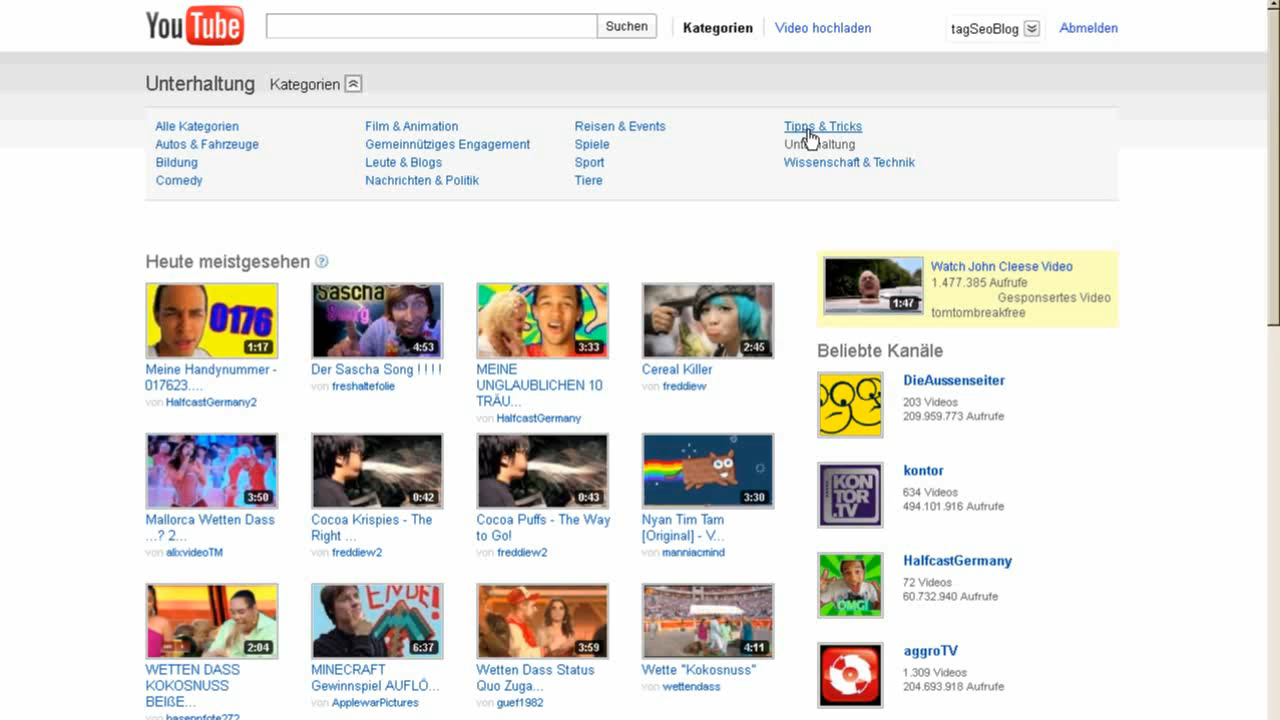 YouTube
Suchen
Kategorien
Video hochladen
tagSeoBlog
Abmelden
Unterhaltung
Kategorien
Alle Kategorien
Film & Animation
Reisen & Events
Tipps & Tricks
Autos & Fahrzeuge
Gemeinnütziges Engagement
Spiele
Bildung
Leute & Blogs
Sport
Wissenschaft & Technik
Comedy
Nachrichten & Politik
Tiere
Heute meistgesehen
?
0176
1:17
Sascha
Song
4:53
3:33
2:45
Meine Handynummer -
017623....
von HalfcastGermany2
Der Sascha Song ! ! ! !
von freshaltefolie
MEINE
UNGLAUBLICHEN 10
TRÄU...
von HalfcastGermany
Cereal Killer
von freddiew
3:50
0:42
0:43
3:30
Mallorca Wetten Dass
...? 2...
von alixvideoTM
Cocoa Krispies - The
Right ...
von freddiew2
Cocoa Puffs - The Way
to Go!
von freddiew2
Nyan Tim Tam
[Original] - V...
von manniacmind
2:04
ENDE!
6:37
3:59
4:11
WETTEN DASS
KOKOSNUSS
BEIßE...
von hasenpfote272
MINECRAFT
Gewinnspiel AUFLÖ...
von ApplewarPictures
Wetten Dass Status
Quo Zuga...
von guef1982
Wette "Kokosnuss"
von wettendass
1:47
Watch John Cleese Video
1.477.385 Aufrufe
Gesponsertes Video
tomtombreakfree
Beliebte Kanäle
DieAussenseiter
203 Videos
209.959.773 Aufrufe
KON
TOR
.TV
kontor
634 Videos
494.101.916 Aufrufe
OMG!
HalfcastGermany
72 Videos
60.732.940 Aufrufe
aggroTV
1.309 Videos
204.693.918 Aufrufe